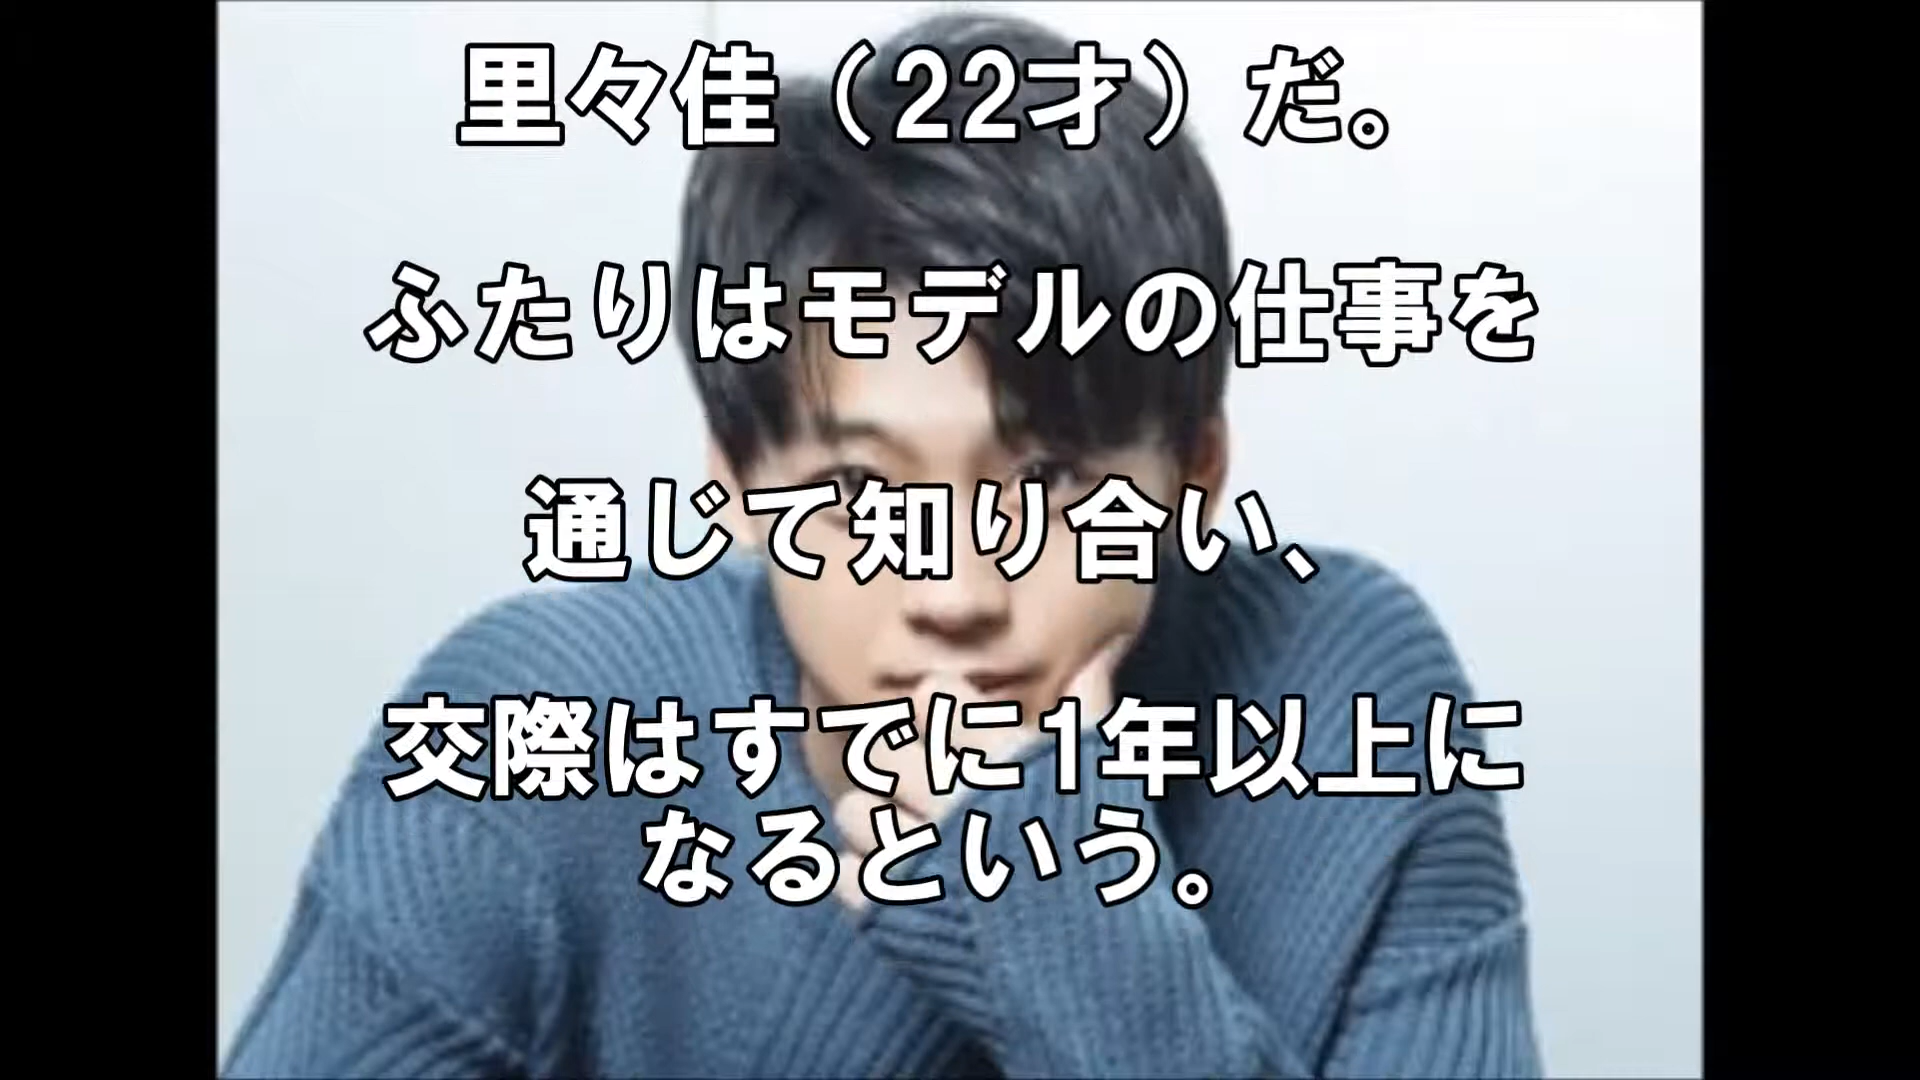 里々佳（22才）だ。
ふたりはモデルの仕事を
通じて知り合い、
交際はすでに1年以上に
なるという。